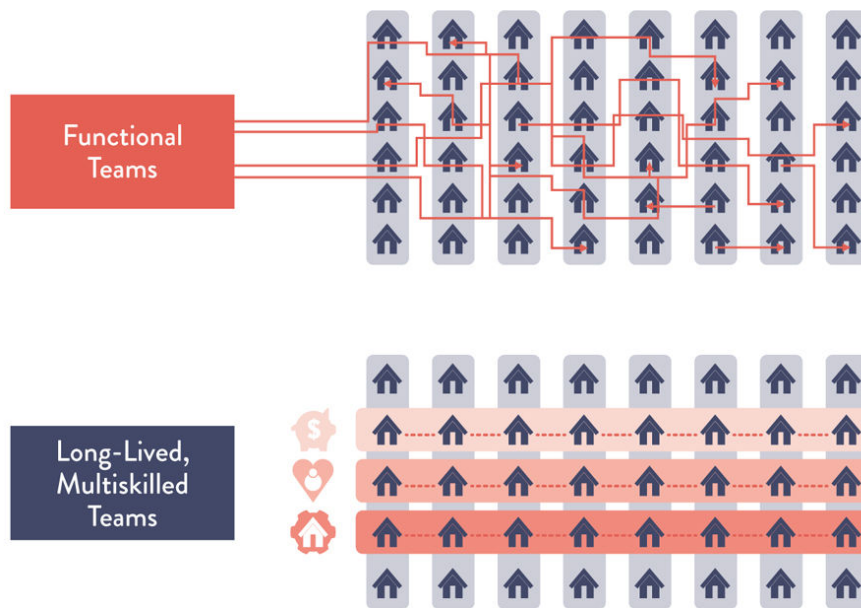 Functional
Teams
Long-Lived,
Multiskilled
Teams
$